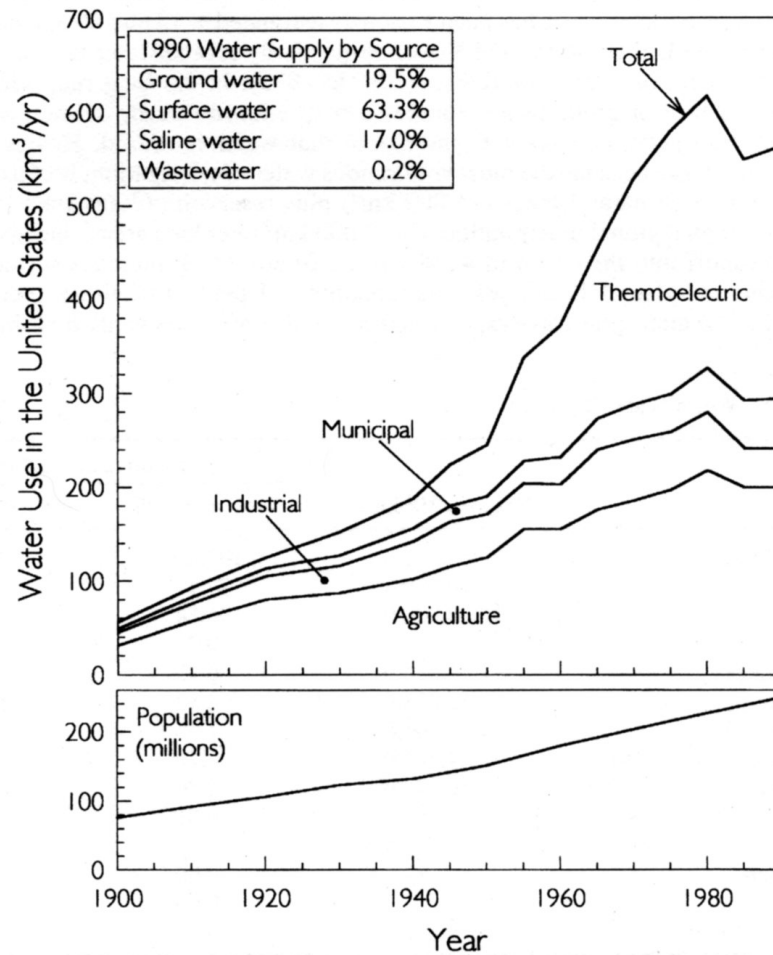 Water Use in the United States (km³/yr)
700
600
500
400
300
200
100
0
1990 Water Supply by Source
Ground water 19.5%
Surface water 63.3%
Saline water 17.0%
Wastewater 0.2%
Total
Thermoelectric
Municipal
Industrial
Agriculture
Population
(millions)
200
100
0
1900 1920 1940 1960 1980
Year